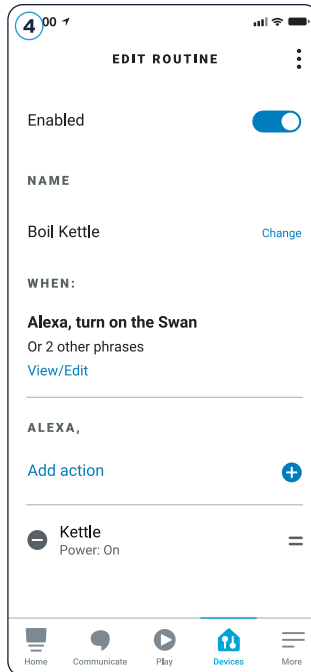 4 00
EDIT ROUTINE
Enabled
NAME
Boil Kettle Change
WHEN:
Alexa, turn on the Swan
Or 2 other phrases
View/Edit
ALEXA,
Add action
Kettle
Power: On
Home Communicate Play Devices More